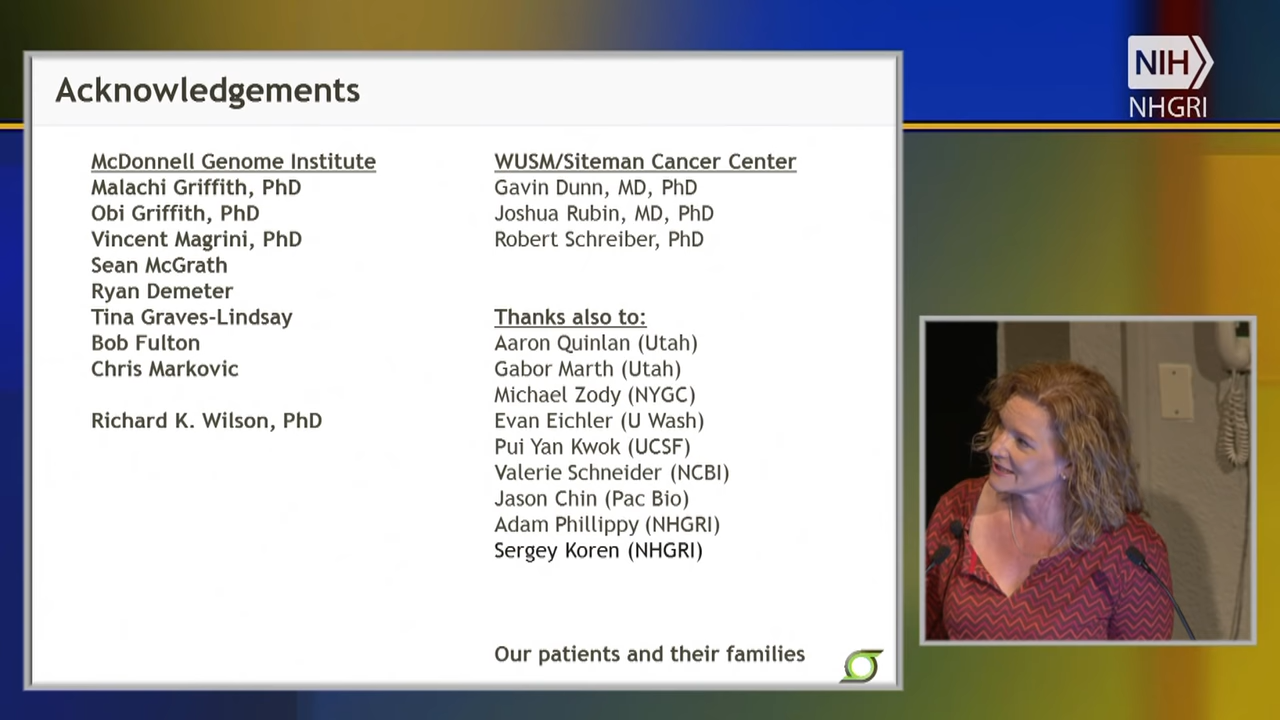 Acknowledgements
McDonnell Genome Institute
Malachi Griffith, PhD
Obi Griffith, PhD
Vincent Magrini, PhD
Sean McGrath
Ryan Demeter
Tina Graves-Lindsay
Bob Fulton
Chris Markovic
Richard K. Wilson, PhD
WUSM/Siteman Cancer Center
Gavin Dunn, MD, PhD
Joshua Rubin, MD, PhD
Robert Schreiber, PhD
Thanks also to:
Aaron Quinlan (Utah)
Gabor Marth (Utah)
Michael Zody (NYGC)
Evan Eichler (U Wash)
Pui Yan Kwok (UCSF)
Valerie Schneider (NCBI)
Jason Chin (Pac Bio)
Adam Phillippy (NHGRI)
Sergey Koren (NHGRI)
Our patients and their families
NIH
NHGRI